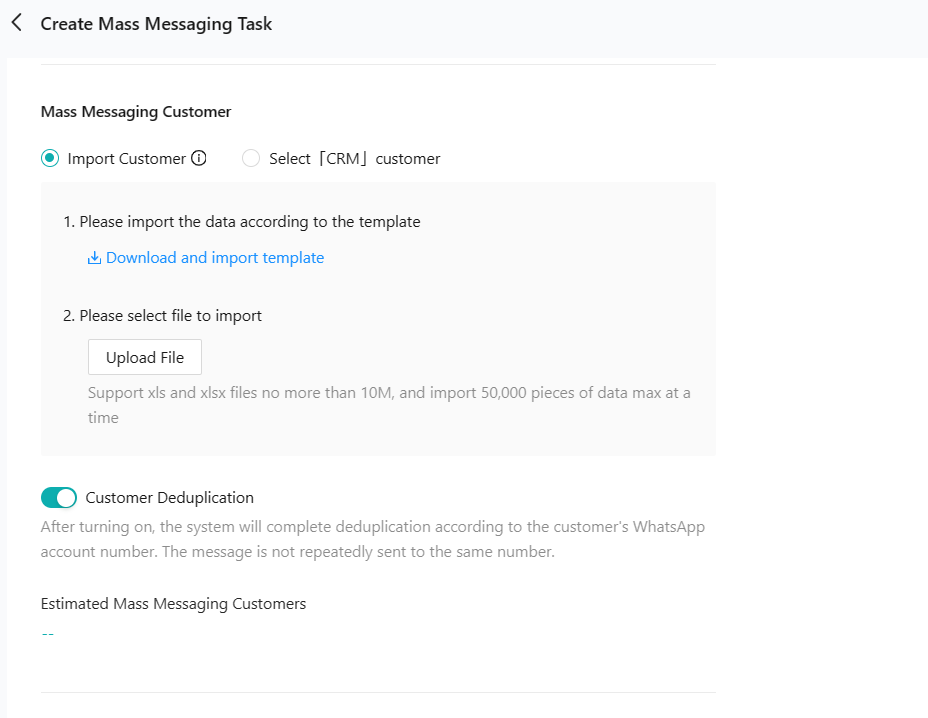 Create Mass Messaging Task
Mass Messaging Customer
Import Customer
Select「CRM」customer
1. Please import the data according to the template
Download and import template
2. Please select file to import
Upload File
Support xls and xlsx files no more than 10M, and import 50,000 pieces of data max at a
time
Customer Deduplication
After turning on, the system will complete deduplication according to the customer's WhatsApp
account number. The message is not repeatedly sent to the same number.
Estimated Mass Messaging Customers
--